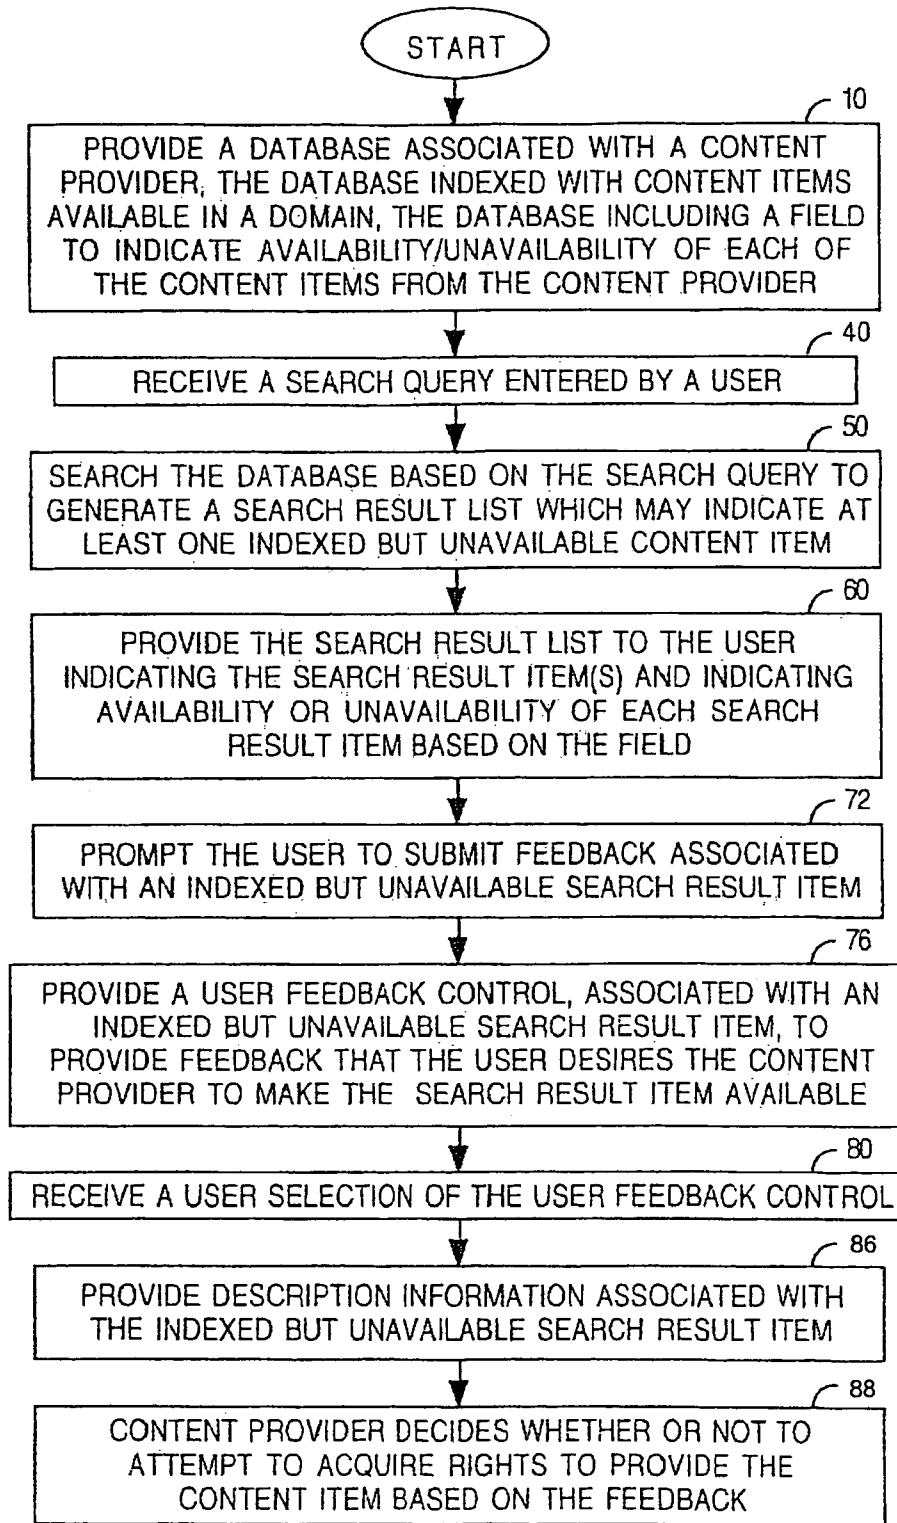 START
10
PROVIDE A DATABASE ASSOCIATED WITH A CONTENT
PROVIDER, THE DATABASE INDEXED WITH CONTENT ITEMS
AVAILABLE IN A DOMAIN, THE DATABASE INCLUDING A FIELD
TO INDICATE AVAILABILITY/UNAVAILABILITY OF EACH OF
THE CONTENT ITEMS FROM THE CONTENT PROVIDER
40
RECEIVE A SEARCH QUERY ENTERED BY A USER
50
SEARCH THE DATABASE BASED ON THE SEARCH QUERY TO
GENERATE A SEARCH RESULT LIST WHICH MAY INDICATE AT
LEAST ONE INDEXED BUT UNAVAILABLE CONTENT ITEM
60
PROVIDE THE SEARCH RESULT LIST TO THE USER
INDICATING THE SEARCH RESULT ITEM(S) AND INDICATING
AVAILABILITY OR UNAVAILABILITY OF EACH SEARCH
RESULT ITEM BASED ON THE FIELD
72
PROMPT THE USER TO SUBMIT FEEDBACK ASSOCIATED
WITH AN INDEXED BUT UNAVAILABLE SEARCH RESULT ITEM
76
PROVIDE A USER FEEDBACK CONTROL, ASSOCIATED WITH AN
INDEXED BUT UNAVAILABLE SEARCH RESULT ITEM, TO
PROVIDE FEEDBACK THAT THE USER DESIRES THE CONTENT
PROVIDER TO MAKE THE SEARCH RESULT ITEM AVAILABLE
80
RECEIVE A USER SELECTION OF THE USER FEEDBACK CONTROL
86
PROVIDE DESCRIPTION INFORMATION ASSOCIATED WITH
THE INDEXED BUT UNAVAILABLE SEARCH RESULT ITEM
88
CONTENT PROVIDER DECIDES WHETHER OR NOT TO
ATTEMPT TO ACQUIRE RIGHTS TO PROVIDE THE
CONTENT ITEM BASED ON THE FEEDBACK